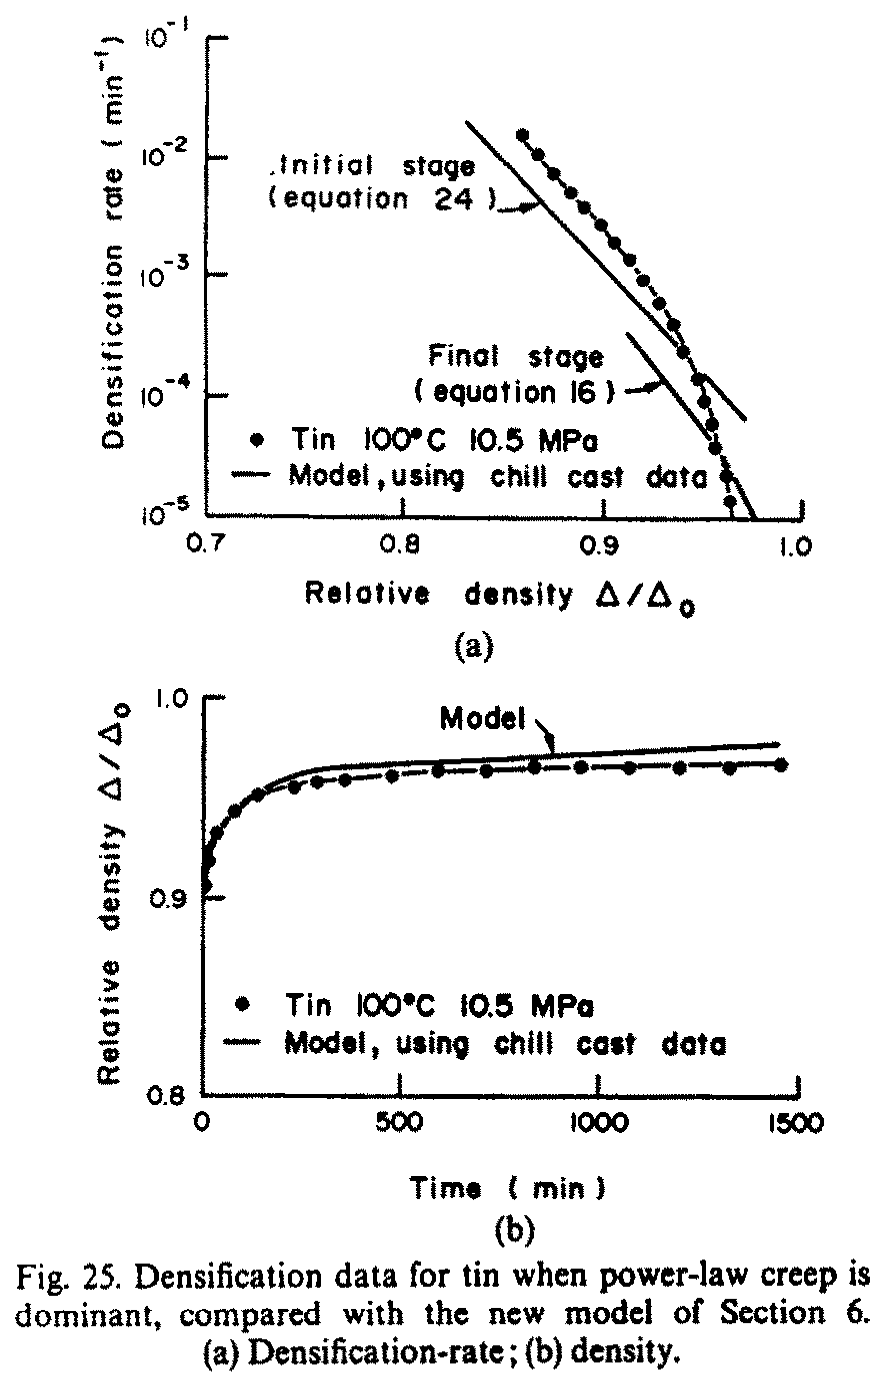 Densification rate ( min⁻¹ )
10⁻¹
10⁻²
10⁻³
10⁻⁴
10⁻⁵
.Initial stage
(equation 24 )
Final stage
( equation 16 )
Tin 100°C 10.5 MPa
Model, using chill cast data
0.7 0.8 0.9 1.0
Relative density Δ/Δ₀
(a)
Relative density Δ/Δ₀
1.0
0.9
0.8
Model
Tin 100°C 10.5 MPa
Model, using chill cast data
0 500 1000 1500
Time ( min )
(b)
Fig. 25. Densification data for tin when power-law creep is
dominant, compared with the new model of Section 6.
(a) Densification-rate; (b) density.